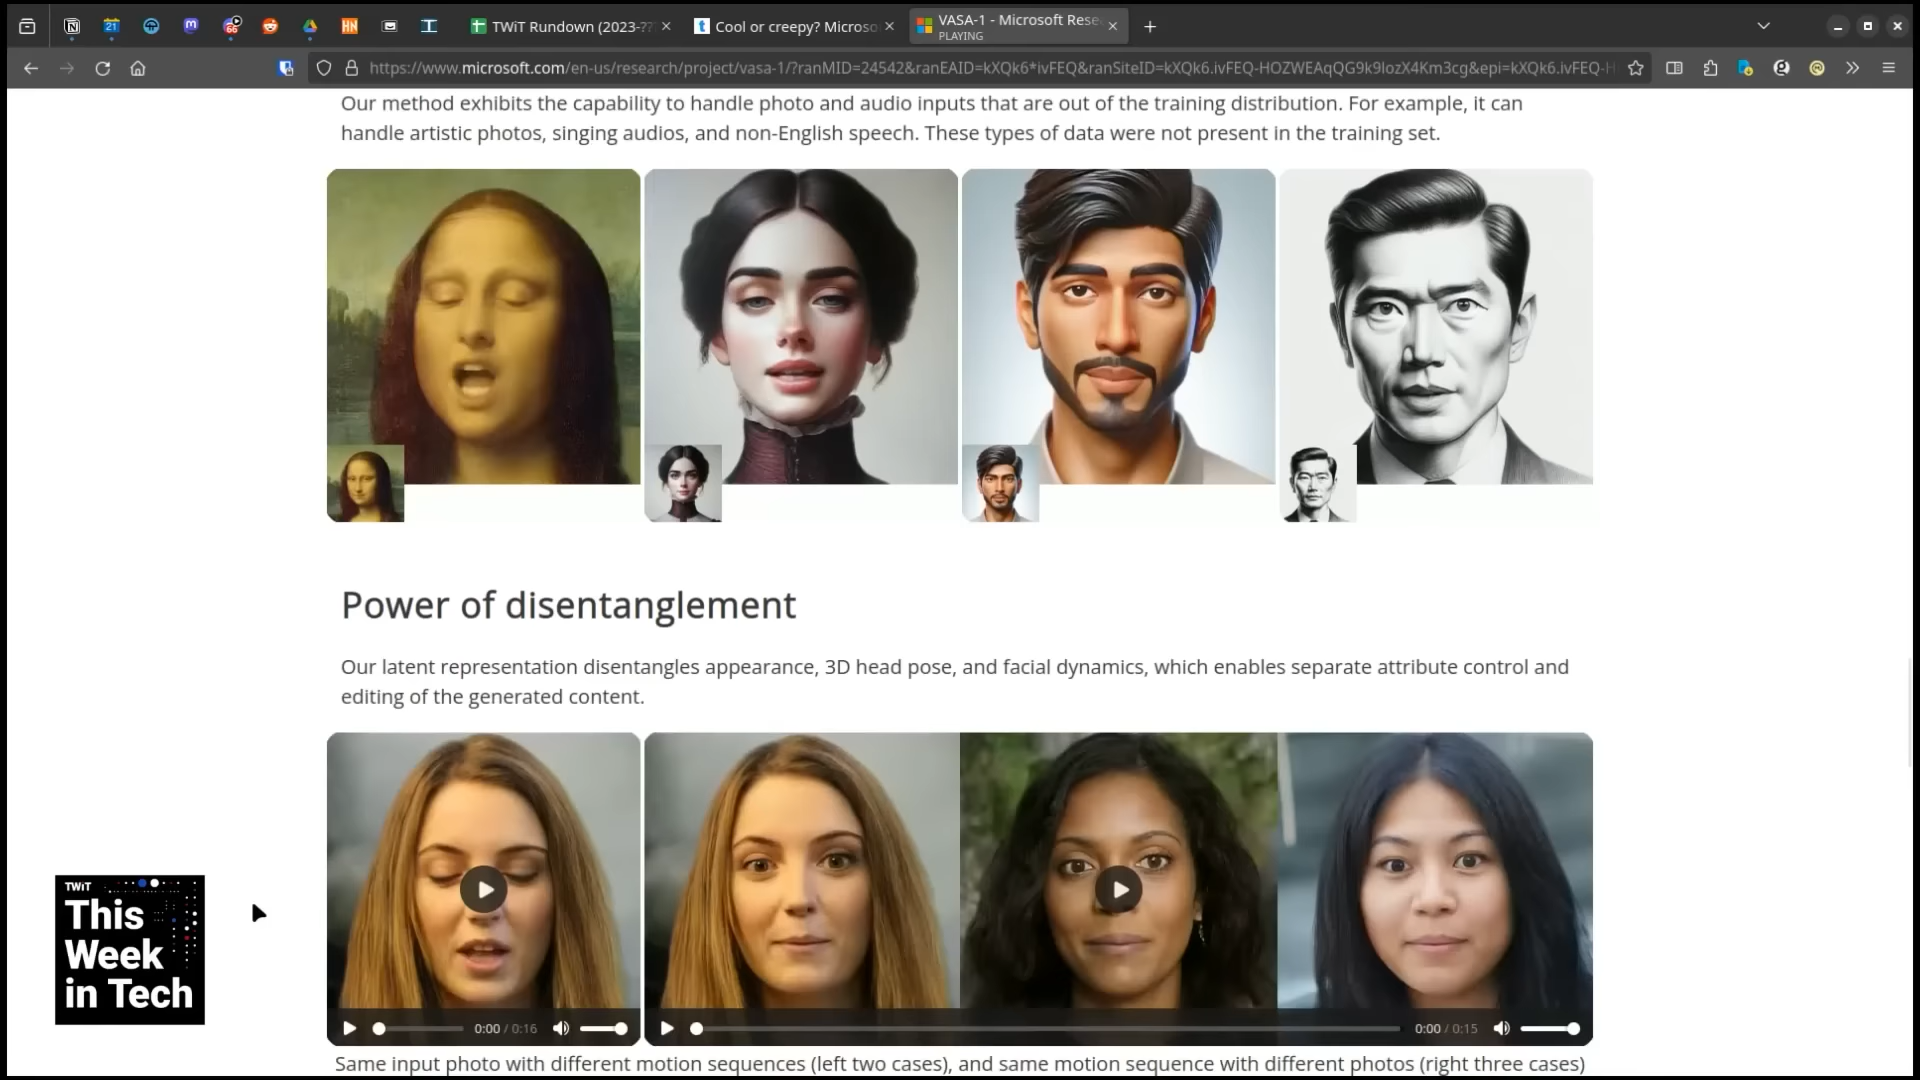 TWiT Rundown (2023-??
Cool or creepy? Microso
VASA-1 - Microsoft Rese
PLAYING
https://www.microsoft.com/en-us/research/project/vasa-1/?ranMID=24542&ranEAID=kXQk6*ivFEQ&ranSiteID=kXQk6.ivFEQ-HOZWEAqQG9k9lozX4Km3cg&epi=kXQk6.ivFEQ-H
Our method exhibits the capability to handle photo and audio inputs that are out of the training distribution. For example, it can
handle artistic photos, singing audios, and non-English speech. These types of data were not present in the training set.
Power of disentanglement
Our latent representation disentangles appearance, 3D head pose, and facial dynamics, which enables separate attribute control and
editing of the generated content.
0:00 / 0:16
0:00 / 0:15
Same input photo with different motion sequences (left two cases), and same motion sequence with different photos (right three cases)
TWiT
This
Week
in Tech